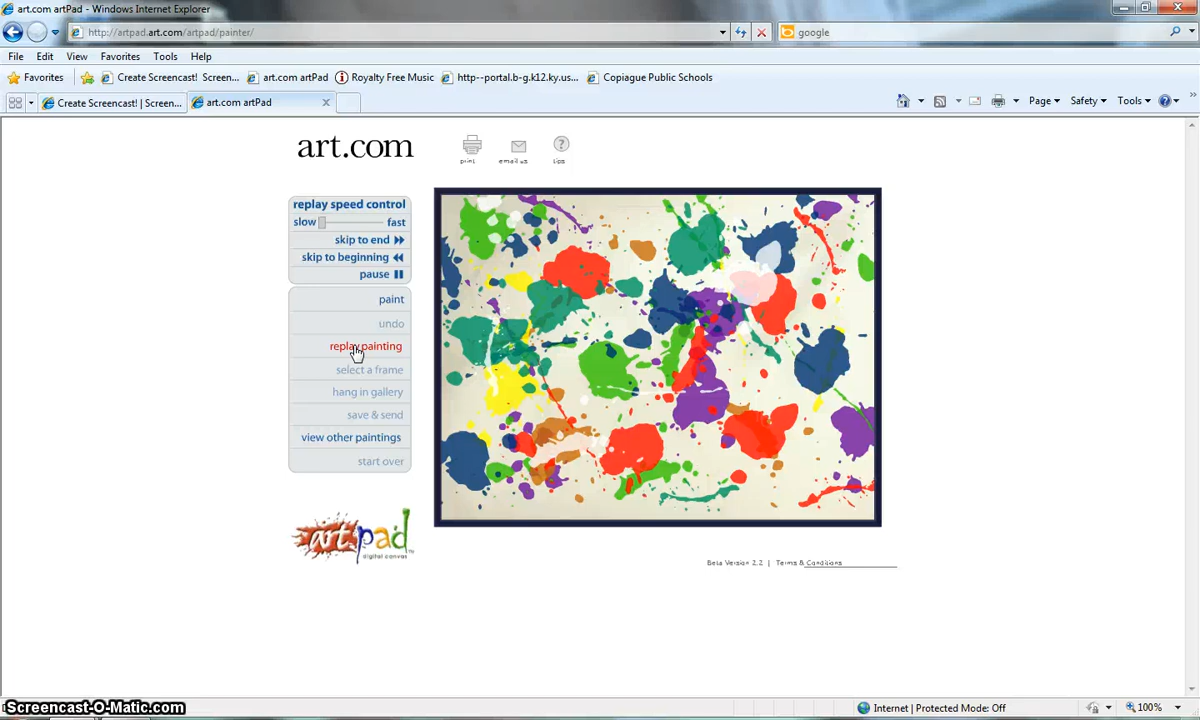 art.com artPad - Windows Internet Explorer
http://artpad.art.com/artpad/painter/
google
File Edit View Favorites Tools Help
Favorites Create Screencast! Screen... art.com artPad Royalty Free Music http--portal.b-g.k12.ky.us... Copiague Public Schools
Create Screencast! | Screen... art.com artPad Page Safety Tools
art.com
print email us tips
replay speed control
slow fast
skip to end
skip to beginning
pause
paint
undo
replay painting
select a frame
hang in gallery
save & send
view other paintings
start over
artpad
digital canvas
Beta Version 2.2 | Terms & Conditions
Screencast-O-Matic.com
Internet | Protected Mode: Off 100%